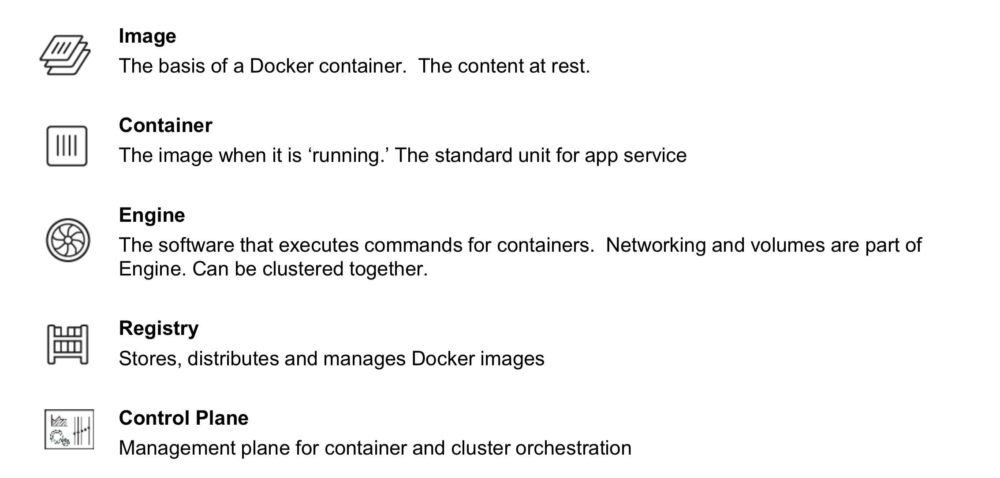 Image
The basis of a Docker container.  The content at rest.
Container
The image when it is ‘running.’ The standard unit for app service
Engine
The software that executes commands for containers.  Networking and volumes are part of
Engine. Can be clustered together.
Registry
Stores, distributes and manages Docker images
Control Plane
Management plane for container and cluster orchestration